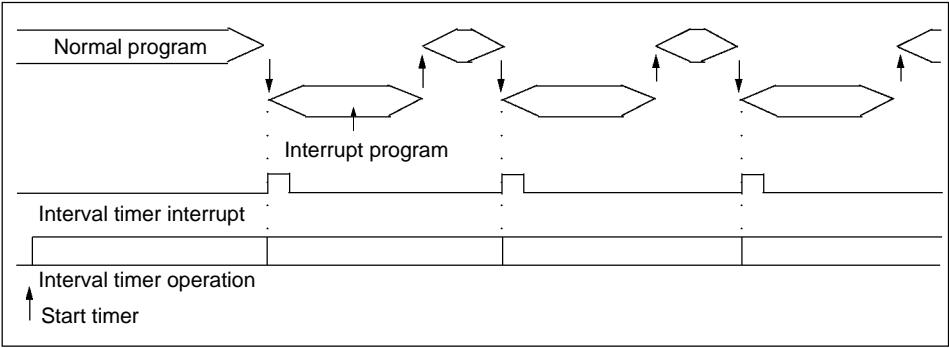 Normal program
Interrupt program
Interval timer interrupt
Interval timer operation
Start timer